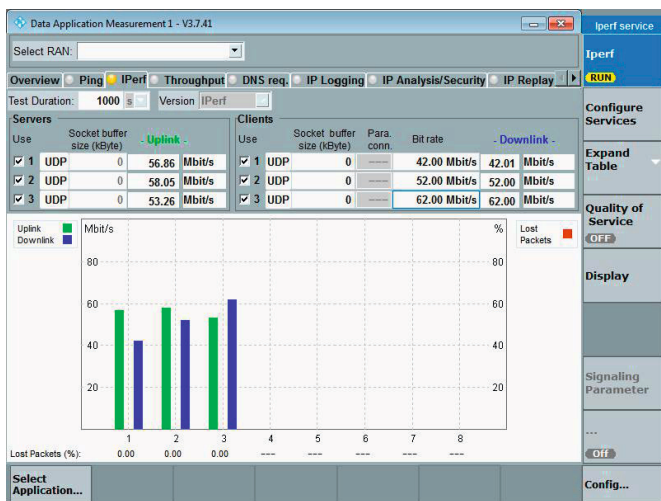 Data Application Measurement 1 - V3.7.41
Iperf service
Select RAN:
Iperf
RUN
Overview Ping IPerf Throughput DNS req. IP Logging IP Analysis/Security IP Replay
Test Duration: 1000 s Version IPerf
Configure Services
Servers Clients
Use Socket buffer size (kByte) - Uplink - Use Socket buffer size (kByte) Para. conn. Bit rate - Downlink -
1 UDP 0 56.86 Mbit/s 1 UDP 0 --- 42.00 Mbit/s 42.01 Mbit/s
2 UDP 0 58.05 Mbit/s 2 UDP 0 --- 52.00 Mbit/s 52.00 Mbit/s
3 UDP 0 53.26 Mbit/s 3 UDP 0 --- 62.00 Mbit/s 62.00 Mbit/s
Expand Table
Quality of Service
OFF
Uplink Mbit/s % Lost Packets
Downlink
80 80
60 60
40 40
20 20
1 2 3 4 5 6 7 8
Lost Packets (%): 0.00 0.00 0.00 --- --- --- --- ---
Display
Signaling Parameter
...
Off
Select Application...
Config...